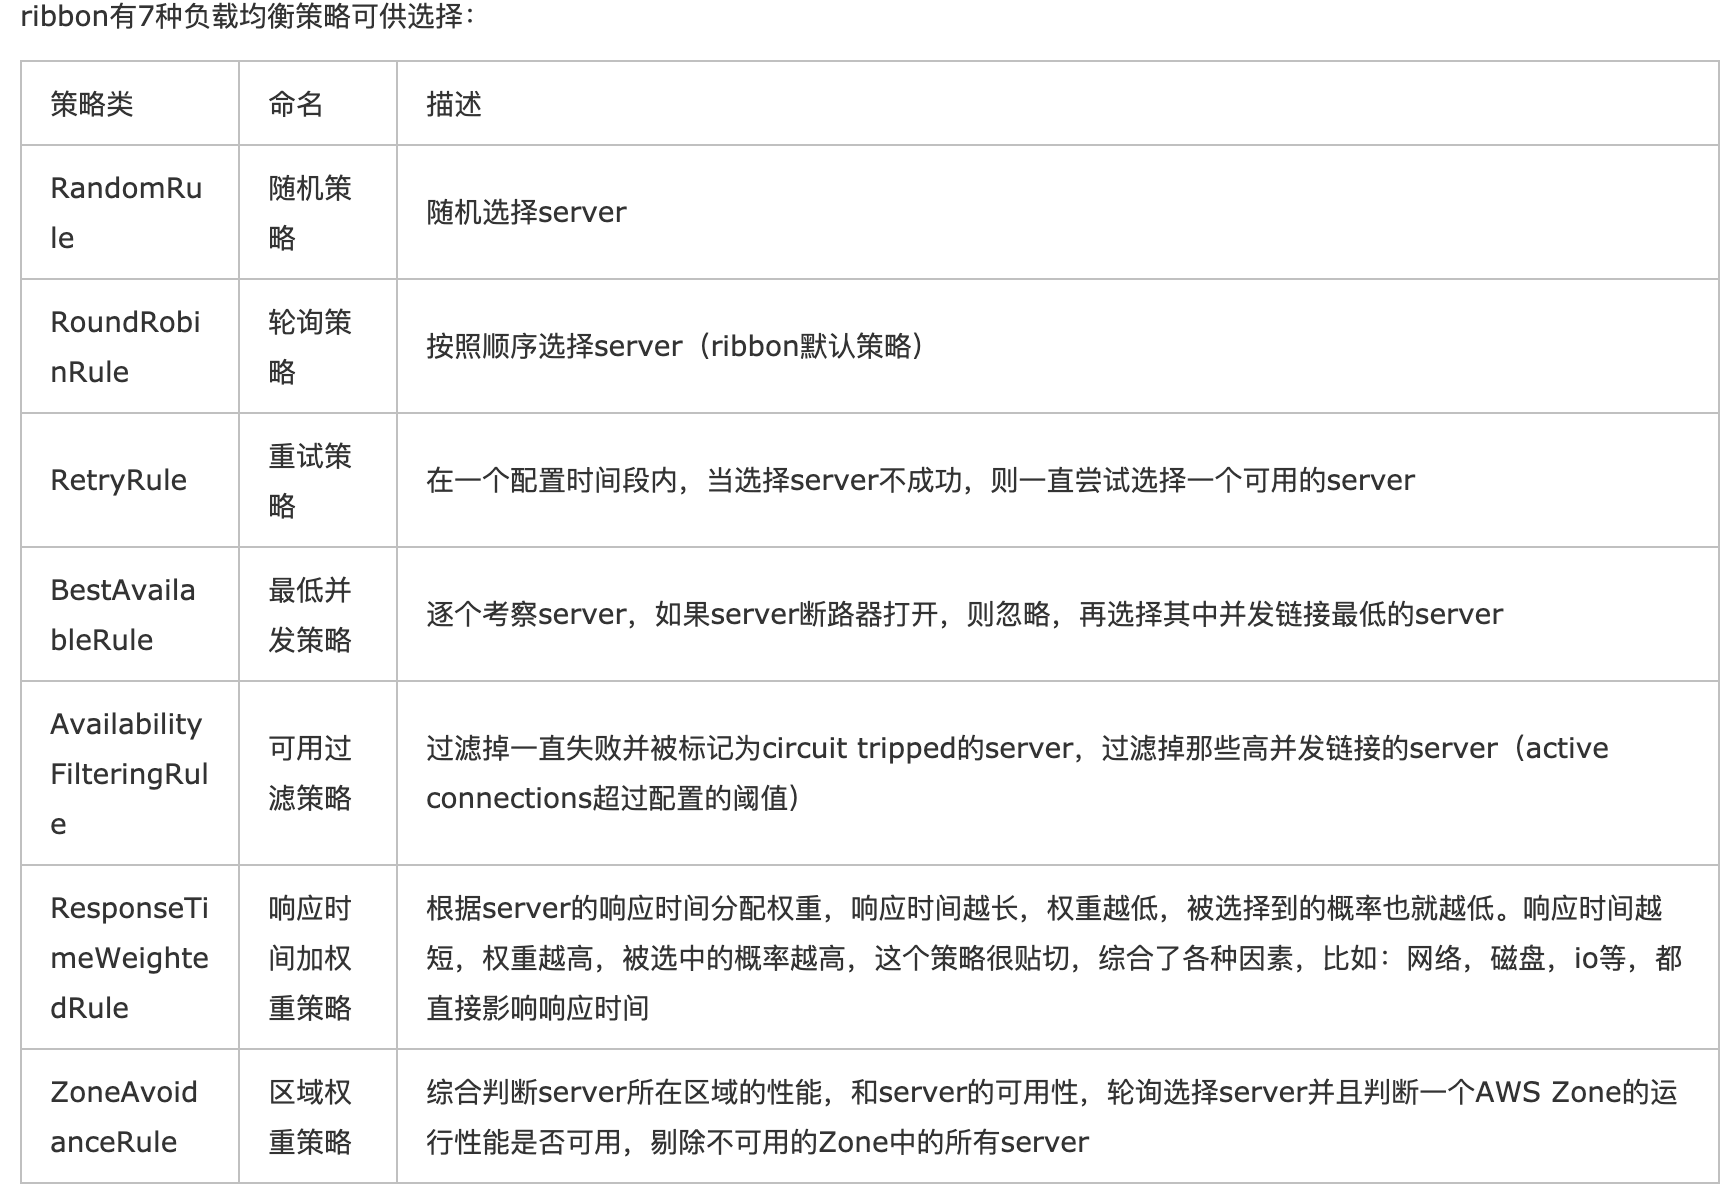 ribbon有7种负载均衡策略可供选择：
策略类
命名
描述
RandomRu
le
随机策
略
随机选择server
RoundRobi
nRule
轮询策
略
按照顺序选择server（ribbon默认策略）
RetryRule
重试策
略
在一个配置时间段内，当选择server不成功，则一直尝试选择一个可用的server
BestAvaila
bleRule
最低并
发策略
逐个考察server，如果server断路器打开，则忽略，再选择其中并发链接最低的server
Availability
FilteringRul
e
可用过
滤策略
过滤掉一直失败并被标记为circuit tripped的server，过滤掉那些高并发链接的server（active
connections超过配置的阈值）
ResponseTi
meWeighte
dRule
响应时
间加权
重策略
根据server的响应时间分配权重，响应时间越长，权重越低，被选择到的概率也就越低。响应时间越
短，权重越高，被选中的概率越高，这个策略很贴切，综合了各种因素，比如：网络，磁盘，io等，都
直接影响响应时间
ZoneAvoid
anceRule
区域权
重策略
综合判断server所在区域的性能，和server的可用性，轮询选择server并且判断一个AWS Zone的运
行性能是否可用，剔除不可用的Zone中的所有server